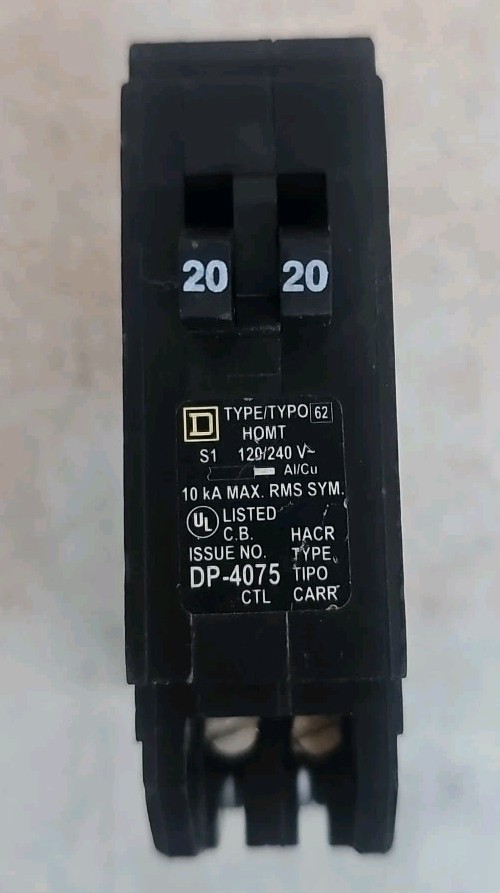 20 20
D TYPE/TYPO 62
HOMT
S1 120/240 V~
Al/Cu
10 kA MAX. RMS SYM.
UL LISTED
C.B. HACR
ISSUE NO. TYPE
DP-4075 TIPO
CTL CARR